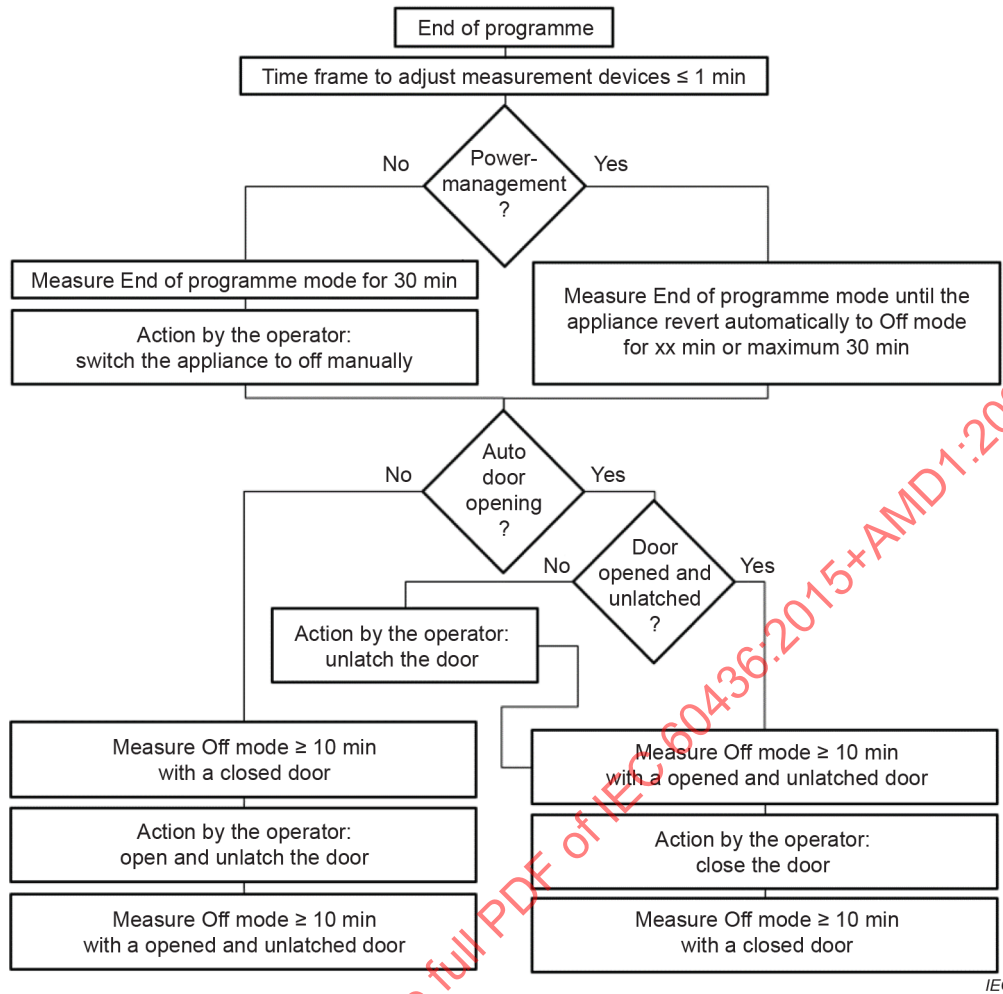 End of programme
Time frame to adjust measurement devices ≤ 1 min
Power-
management
?
No
Yes
Measure End of programme mode for 30 min
Action by the operator:
switch the appliance to off manually
Measure End of programme mode until the
appliance revert automatically to Off mode
for xx min or maximum 30 min
Auto
door
opening
?
No
Yes
Door
opened and
unlatched
?
No
Yes
Action by the operator:
unlatch the door
Measure Off mode ≥ 10 min
with a closed door
Action by the operator:
open and unlatch the door
Measure Off mode ≥ 10 min
with a opened and unlatched door
Measure Off mode ≥ 10 min
with a opened and unlatched door
Action by the operator:
close the door
Measure Off mode ≥ 10 min
with a closed door
full PDF of IEC 60436:2015+AMD1:20